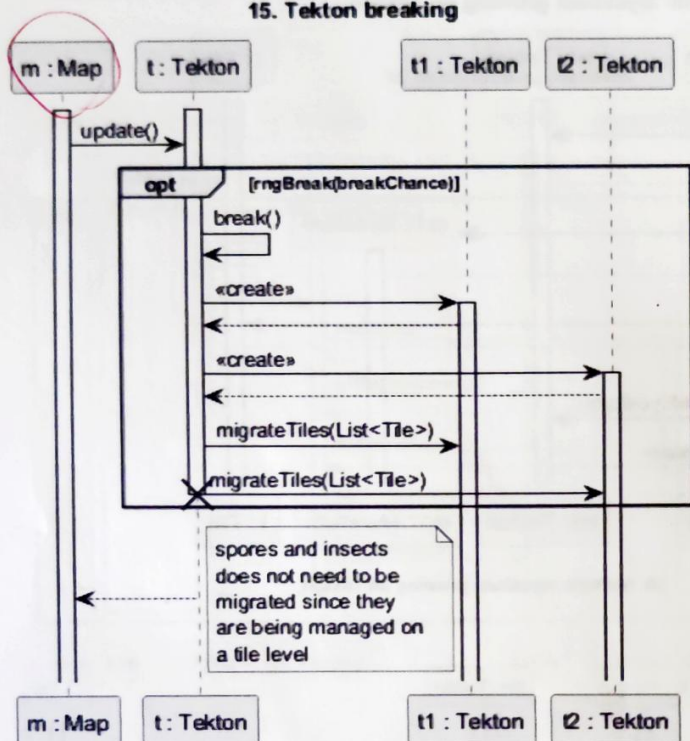 15. Tekton breaking
m : Map
t : Tekton
t1 : Tekton
t2 : Tekton
update()
opt
[rngBreak(breakChance)]
break()
«create»
«create»
migrateTiles(List<Tile>)
migrateTiles(List<Tile>)
spores and insects
does not need to be
migrated since they
are being managed on
a tile level
m : Map
t : Tekton
t1 : Tekton
t2 : Tekton